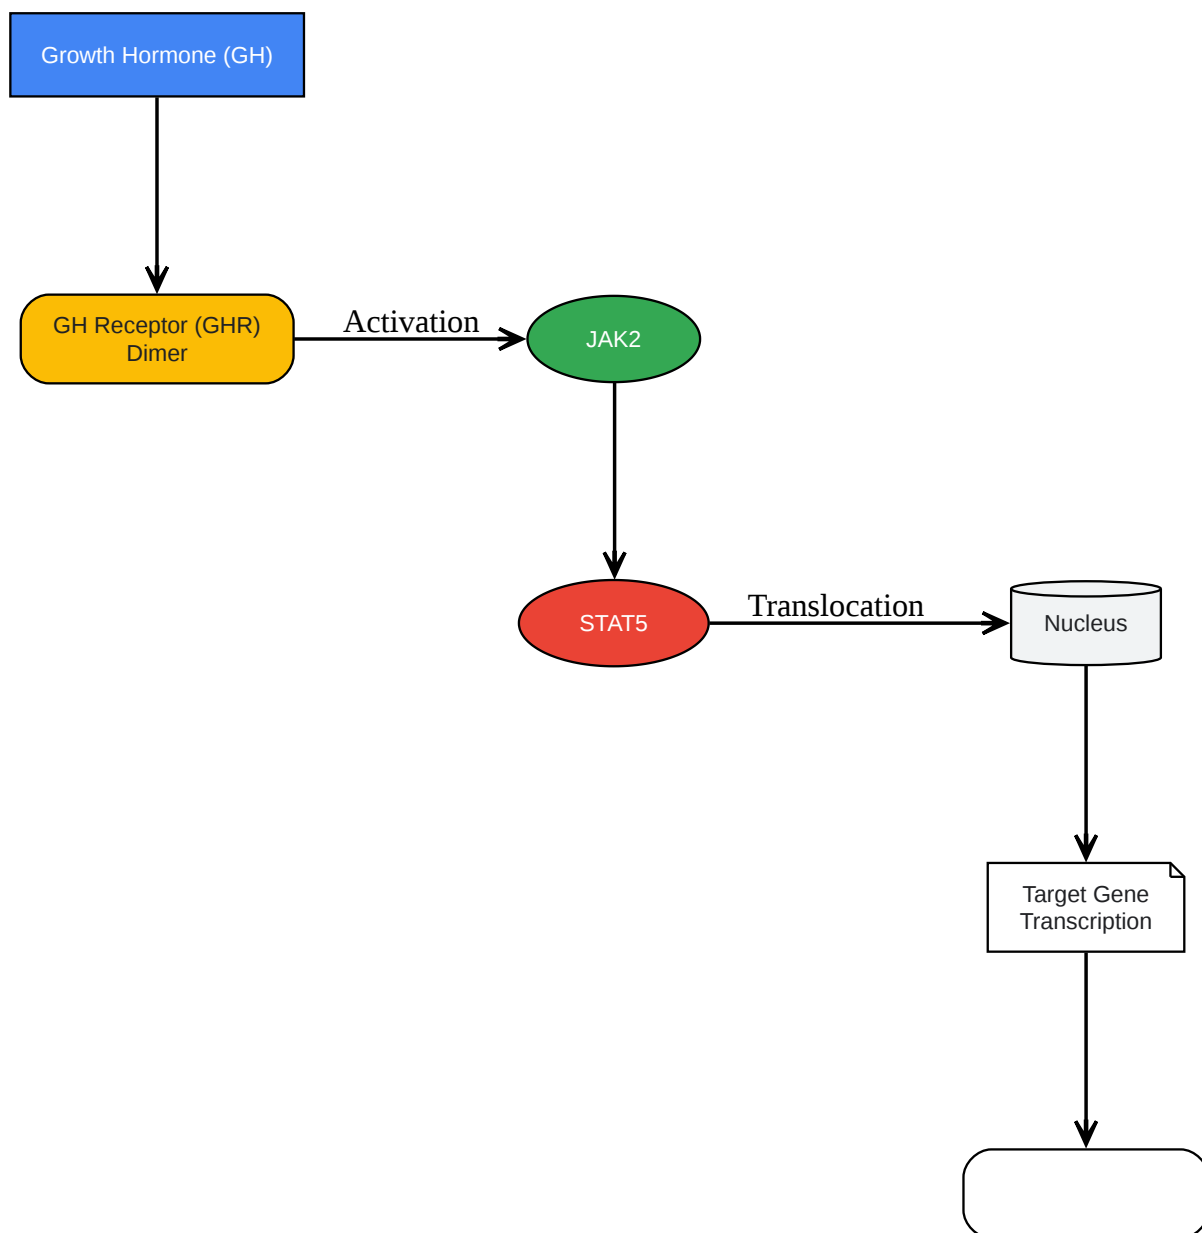 Growth Hormone (GH)
GH Receptor (GHR)
Dimer
Activation
JAK2
STAT5
Translocation
Nucleus
Target Gene
Transcription